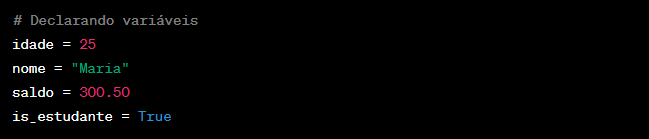 # Declarando variáveis
idade = 25
nome = "Maria"
saldo = 300.50
is_estudante = True